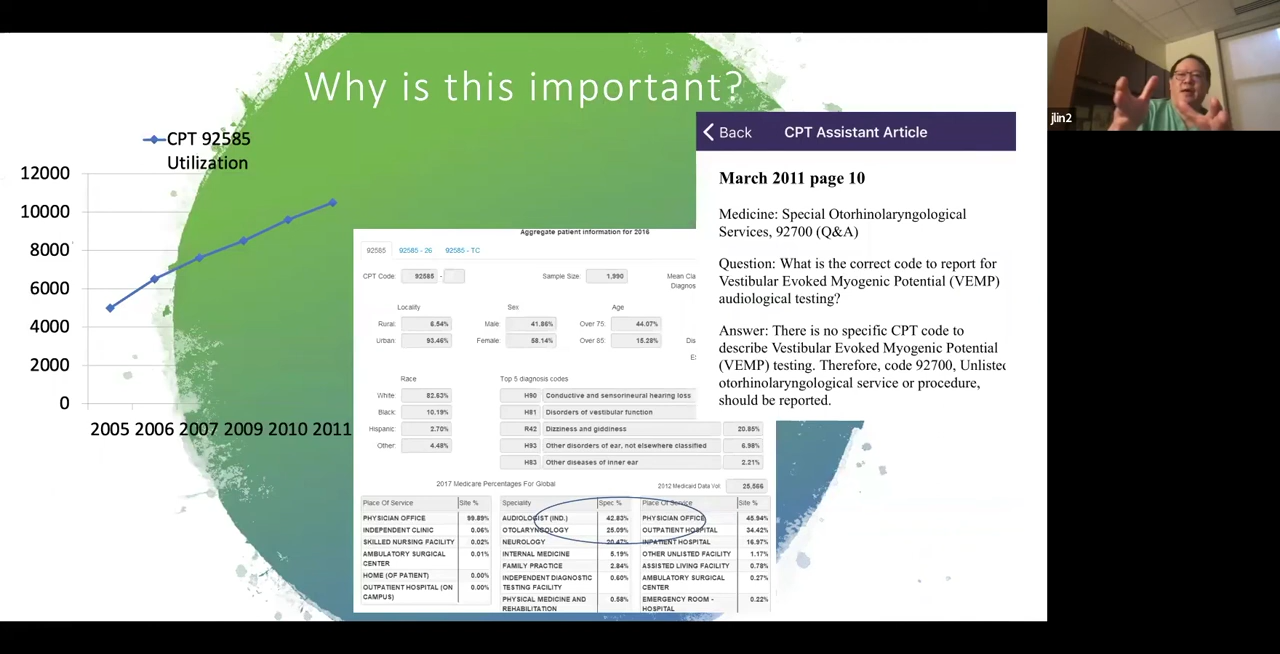 Why is this important?
CPT 92585
Utilization
12000
10000
8000
6000
4000
2000
0
2005 2006 2007 2009 2010 2011
Aggregate patient information for 2016
92585 92585 - 26 92585 - TC
CPT Code: 92585 - Sample Size: 1,990 Mean Cla
Diagnos
Locality Sex Age
Rural: 6.54% Male: 41.86% Over 75: 44.07%
Urban: 93.46% Female: 58.14% Over 85: 15.28% Dis
Race Top 5 diagnosis codes
White: 82.63% H90 Conductive and sensorineural hearing loss
Black: 10.19% H81 Disorders of vestibular function
Hispanic: 2.70% R42 Dizziness and giddiness 20.85%
Other: 4.48% H93 Other disorders of ear, not elsewhere classified 6.98%
H83 Other diseases of inner ear 2.21%
2017 Medicare Percentages For Global 2012 Medicaid Data Vol: 25,566
Place Of Service Site %
PHYSICIAN OFFICE 99.89%
INDEPENDENT CLINIC 0.06%
SKILLED NURSING FACILITY 0.02%
AMBULATORY SURGICAL 0.01%
CENTER
HOME (OF PATIENT) 0.00%
OUTPATIENT HOSPITAL (ON 0.00%
CAMPUS)
Speciality Spec %
AUDIOLOGIST (IND.) 42.83%
OTOLARYNGOLOGY 25.09%
NEUROLOGY 20.47%
INTERNAL MEDICINE 5.19%
FAMILY PRACTICE 2.84%
INDEPENDENT DIAGNOSTIC 0.60%
TESTING FACILITY
PHYSICAL MEDICINE AND 0.58%
REHABILITATION
Place Of Service Site %
PHYSICIAN OFFICE 45.94%
OUTPATIENT HOSPITAL 34.42%
INPATIENT HOSPITAL 16.97%
OTHER UNLISTED FACILITY 1.17%
ASSISTED LIVING FACILITY 0.78%
AMBULATORY SURGICAL 0.27%
CENTER
EMERGENCY ROOM - 0.22%
HOSPITAL
Back CPT Assistant Article
March 2011 page 10
Medicine: Special Otorhinolaryngological
Services, 92700 (Q&A)
Question: What is the correct code to report for
Vestibular Evoked Myogenic Potential (VEMP)
audiological testing?
Answer: There is no specific CPT code to
describe Vestibular Evoked Myogenic Potential
(VEMP) testing. Therefore, code 92700, Unlisted
otorhinolaryngological service or procedure,
should be reported.
jlin2